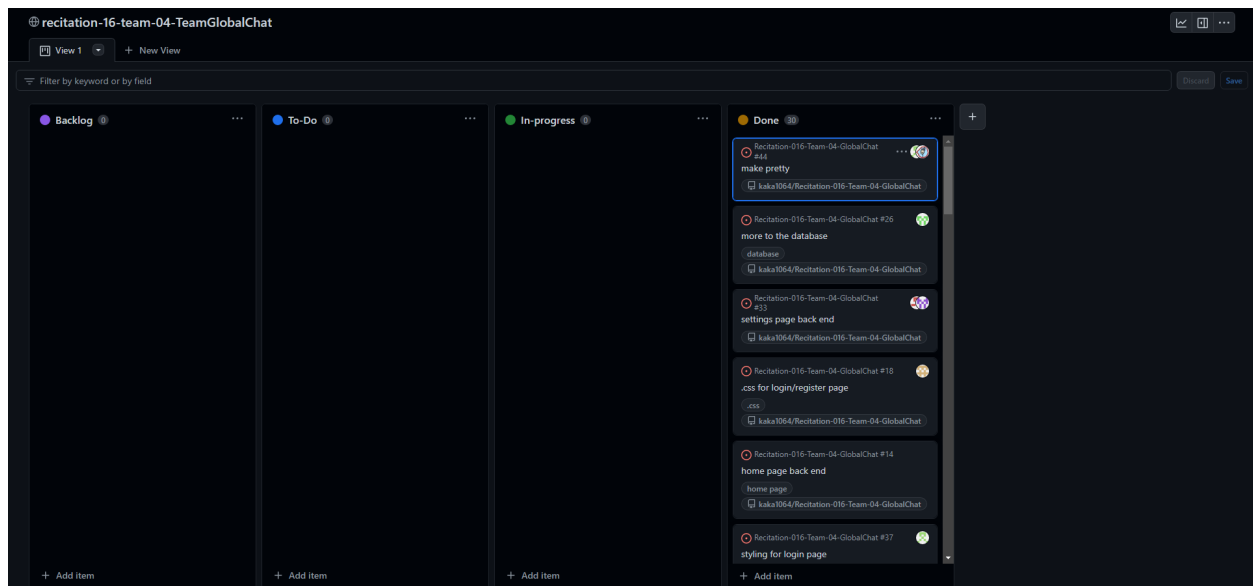 recitation-16-team-04-TeamGlobalChat
View 1
+ New View
Filter by keyword or by field
Discard
Save
Backlog 0 ...
To-Do 0 ...
In-progress 0 ...
Done 30 ...
+
Recitation-016-Team-04-GlobalChat
#44
...
make pretty
kaka1064/Recitation-016-Team-04-GlobalChat
Recitation-016-Team-04-GlobalChat #26
more to the database
database
kaka1064/Recitation-016-Team-04-GlobalChat
Recitation-016-Team-04-GlobalChat
#33
settings page back end
kaka1064/Recitation-016-Team-04-GlobalChat
Recitation-016-Team-04-GlobalChat #18
.css for login/register page
.css
kaka1064/Recitation-016-Team-04-GlobalChat
Recitation-016-Team-04-GlobalChat #14
home page back end
home page
kaka1064/Recitation-016-Team-04-GlobalChat
Recitation-016-Team-04-GlobalChat #37
styling for login page
+ Add item
+ Add item
+ Add item
+ Add item